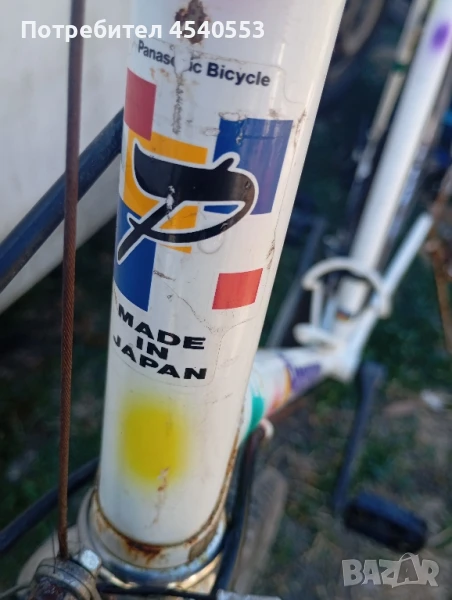 Потребител 4540553
Panasonic Bicycle
MADE
IN
JAPAN
BAZAR